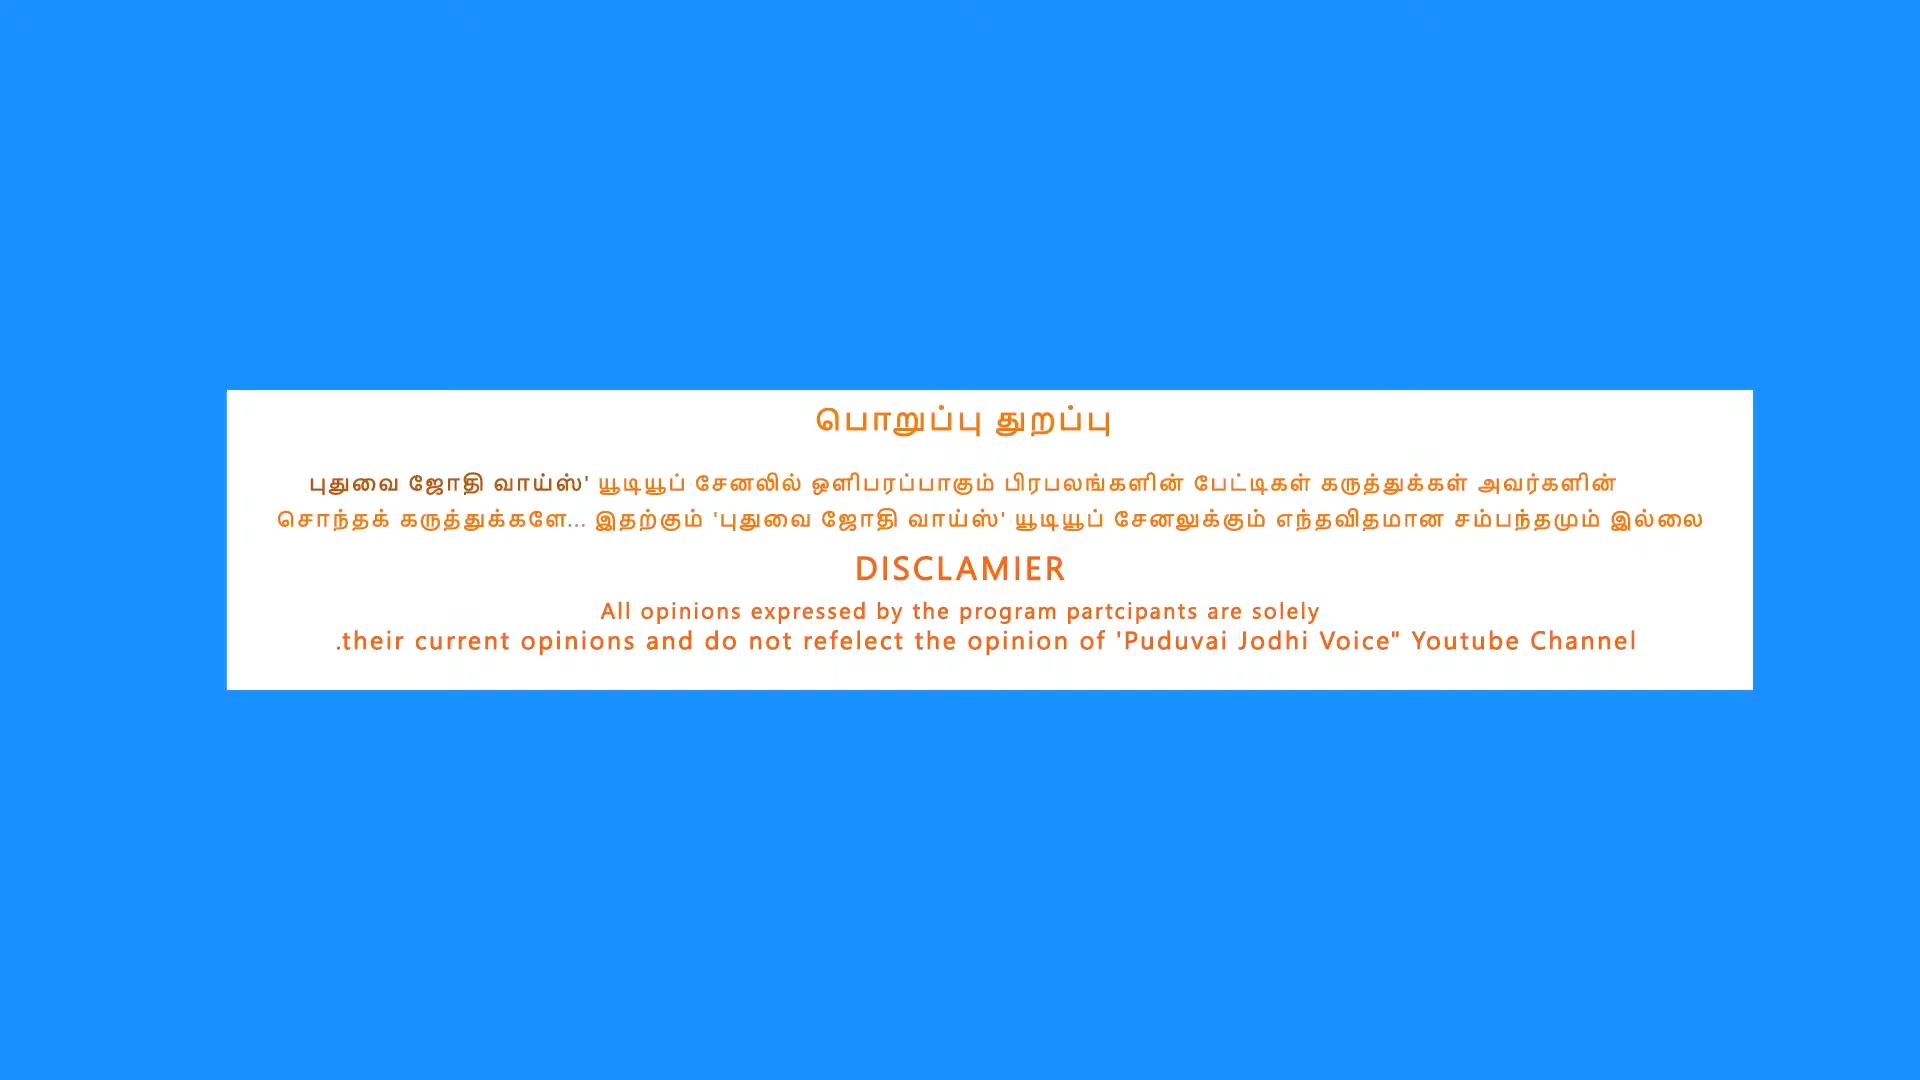 பொறுப்பு துறப்பு
புதுவை ஜோதி வாய்ஸ்' யூடியூப் சேனலில் ஒளிபரப்பாகும் பிரபலங்களின் பேட்டிகள் கருத்துக்கள் அவர்களின்
சொந்தக் கருத்துக்களே... இதற்கும் 'புதுவை ஜோதி வாய்ஸ்' யூடியூப் சேனலுக்கும் எந்தவிதமான சம்பந்தமும் இல்லை
DISCLAMIER
All opinions expressed by the program partcipants are solely
.their current opinions and do not refelect the opinion of 'Puduvai Jodhi Voice" Youtube Channel